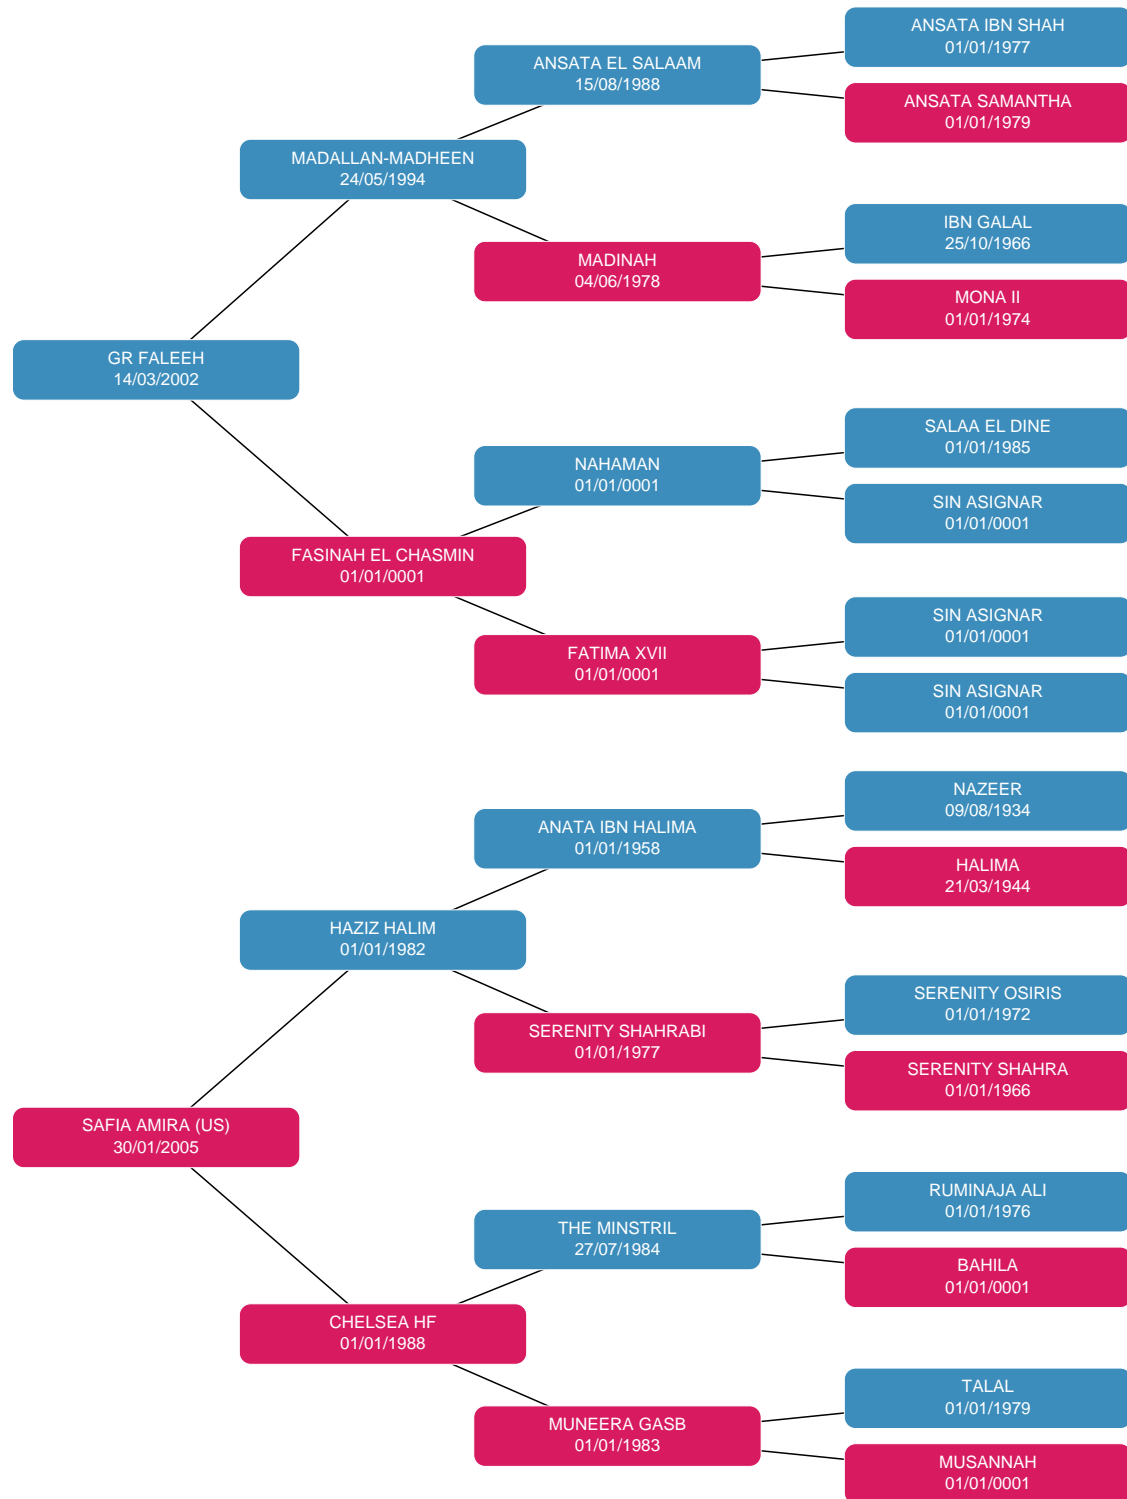 ANSATA IBN SHAH
01/01/1977
ANSATA EL SALAAM
15/08/1988
ANSATA SAMANTHA
01/01/1979
MADALLAN-MADHEEN
24/05/1994
IBN GALAL
25/10/1966
MADINAH
04/06/1978
MONA II
01/01/1974
GR FALEEH
14/03/2002
SALAA EL DINE
01/01/1985
NAHAMAN
01/01/0001
SIN ASIGNAR
01/01/0001
FASINAH EL CHASMIN
01/01/0001
SIN ASIGNAR
01/01/0001
FATIMA XVII
01/01/0001
SIN ASIGNAR
01/01/0001
NAZEER
09/08/1934
ANATA IBN HALIMA
01/01/1958
HALIMA
21/03/1944
HAZIZ HALIM
01/01/1982
SERENITY OSIRIS
01/01/1972
SERENITY SHAHRABI
01/01/1977
SERENITY SHAHRA
01/01/1966
SAFIA AMIRA (US)
30/01/2005
RUMINAJA ALI
01/01/1976
THE MINSTRIL
27/07/1984
BAHILA
01/01/0001
CHELSEA HF
01/01/1988
TALAL
01/01/1979
MUNEERA GASB
01/01/1983
MUSANNAH
01/01/0001